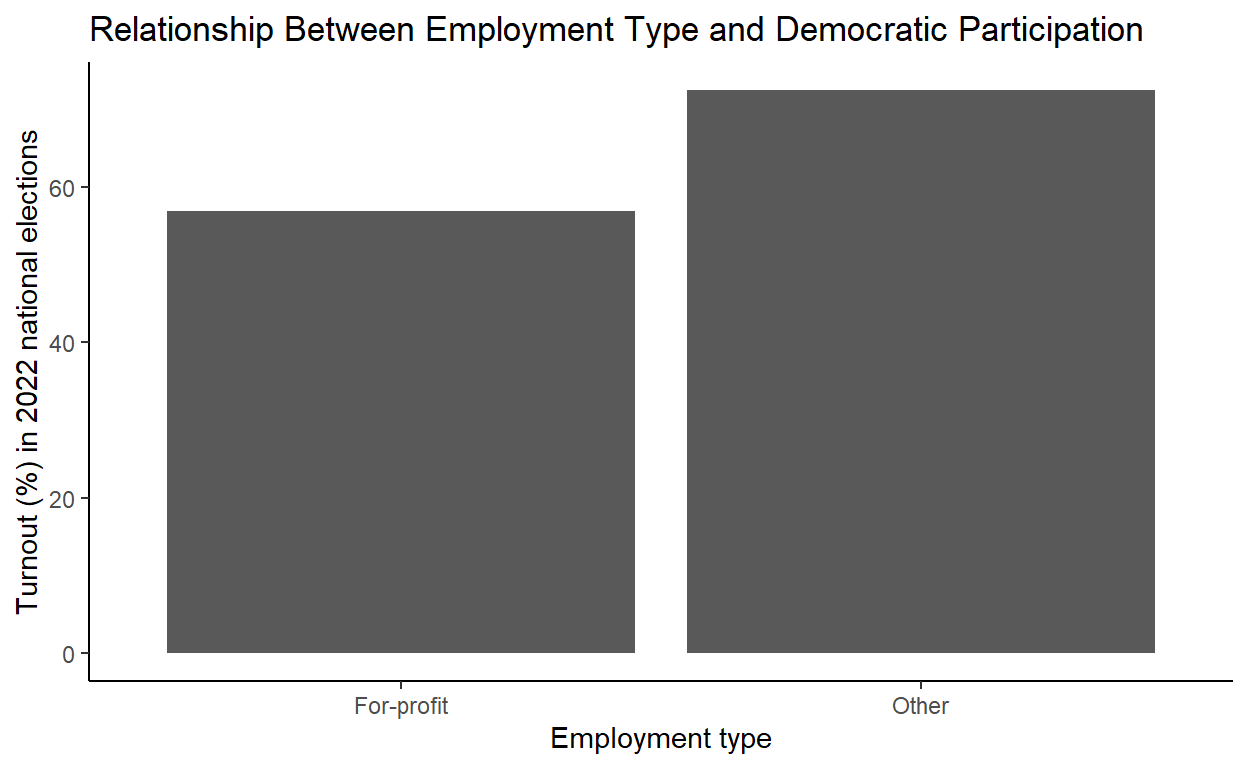 Relationship Between Employment Type and Democratic Participation
Turnout (%) in 2022 national elections
60
40
20
0
For-profit
Other
Employment type